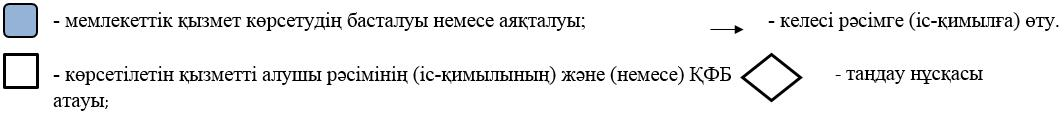 - мемлекеттік қызмет көрсетудің басталуы немесе аяқталуы;
- келесі рәсімге (іс-қимылға) өту.
- көрсетілетін қызметті алушы рәсімінің (іс-қимылының) және (немесе) ҚФБ
атауы;
- таңдау нұсқасы